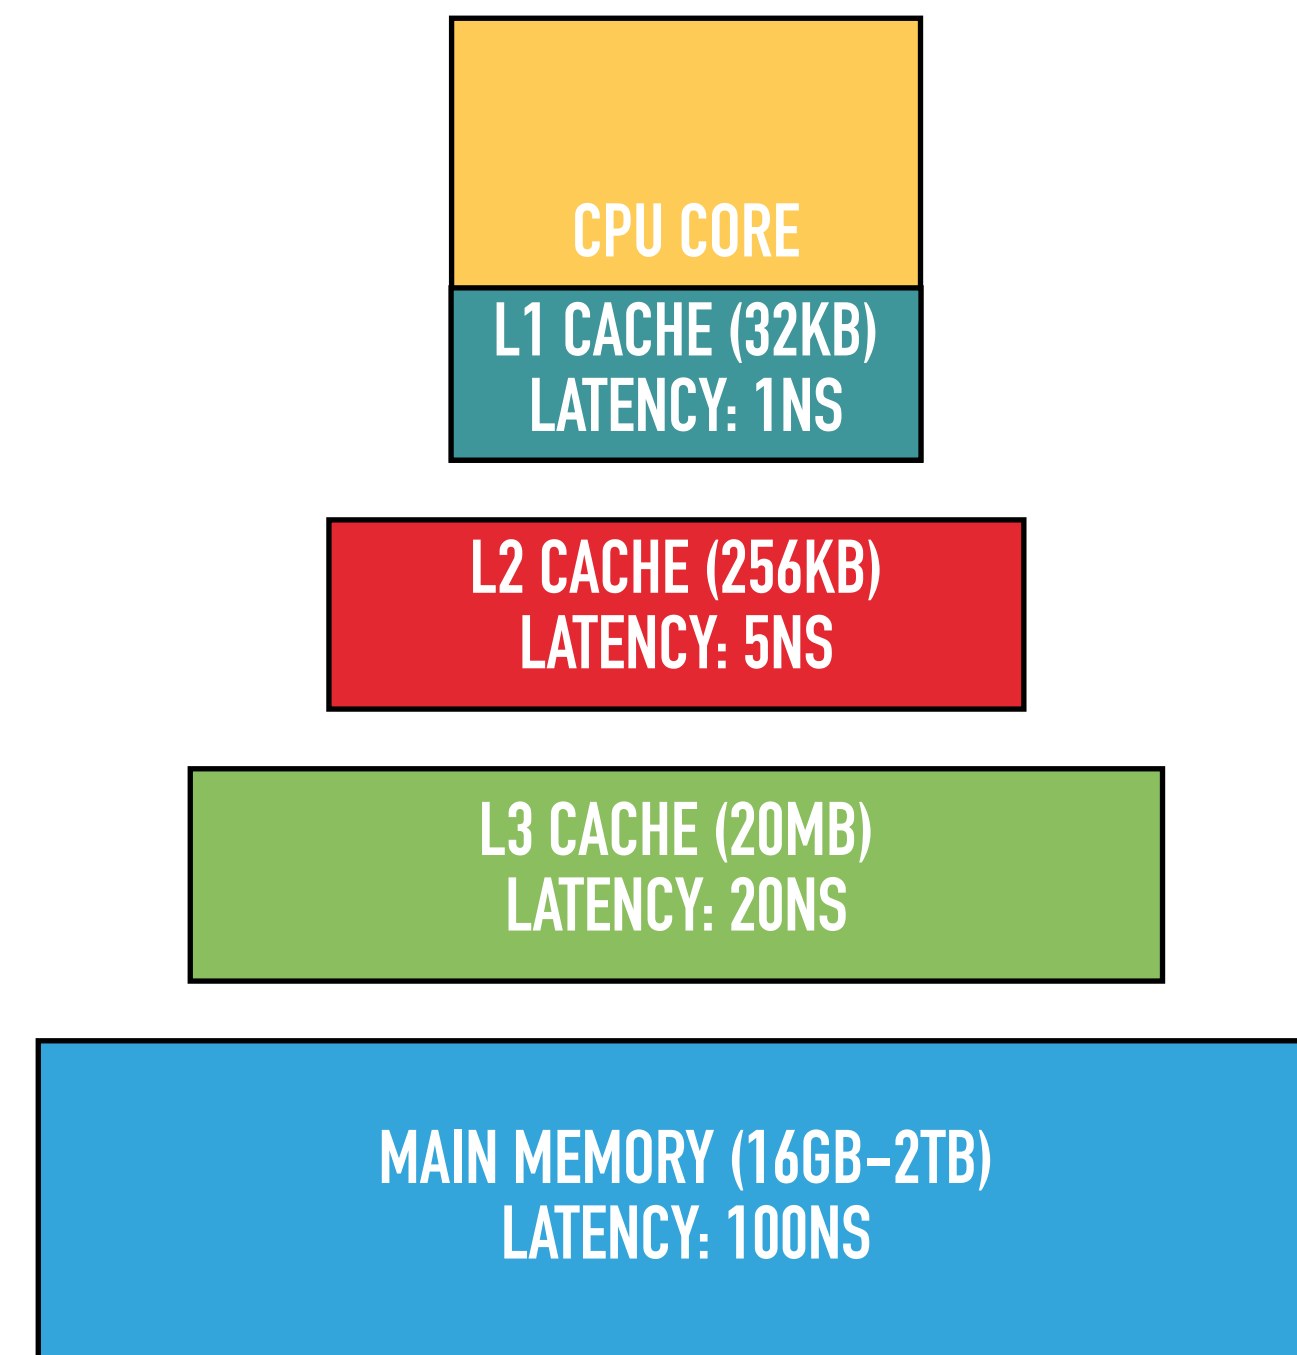 CPU CORE
L1 CACHE (32KB)
LATENCY: 1NS
L2 CACHE (256KB)
LATENCY: 5NS
L3 CACHE (20MB)
LATENCY: 20NS
MAIN MEMORY (16GB-2TB)
LATENCY: 100NS